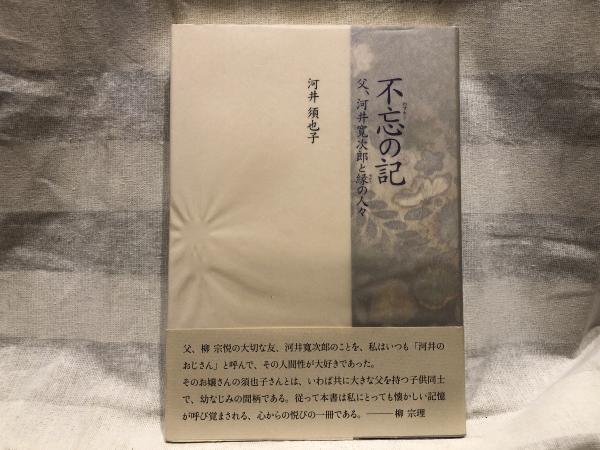 不忘の記
父、河井寬次郎と縁の人々
河井 須也子
父、柳 宗悦の大切な友、河井寬次郎のことを、私はいつも「河井の
おじさん」と呼んで、その人間性が大好きであった。
そのお嬢さんの須也子さんとは、いわば共に大きな父を持つ子供同士
で、幼なじみの間柄である。従って本書は私にとっても懐かしい記憶
が呼び覚まされる、心からの悦びの一冊である。――― 柳 宗理